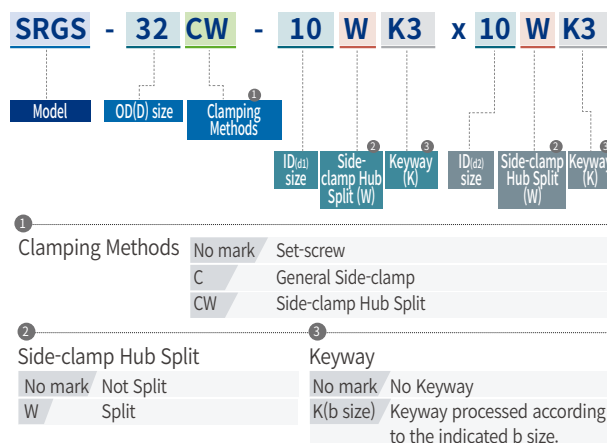 SRGS - 32 CW - 10 W K3 x 10 W K3
1
Model OD(D) size Clamping Methods
2 3 2 3
ID(d1) size Side-clamp Hub Split (W) Keyway (K) ID(d2) size Side-clamp Hub Split (W) Keyway (K)
1
Clamping Methods No mark Set-screw
C General Side-clamp
CW Side-clamp Hub Split
2 3
Side-clamp Hub Split Keyway
No mark Not Split No mark No Keyway
W Split K(b size) Keyway processed according
to the indicated b size.